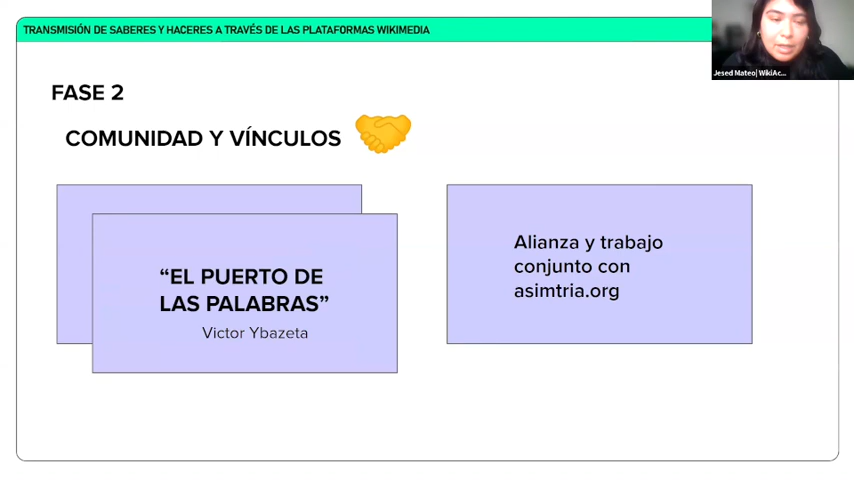 TRANSMISIÓN DE SABERES Y HACERES A TRAVÉS DE LAS PLATAFORMAS WIKIMEDIA
Jesed Mateo| WikiAc...
FASE 2
COMUNIDAD Y VÍNCULOS
“EL PUERTO DE
LAS PALABRAS”
Victor Ybazeta
Alianza y trabajo
conjunto con
asimtria.org